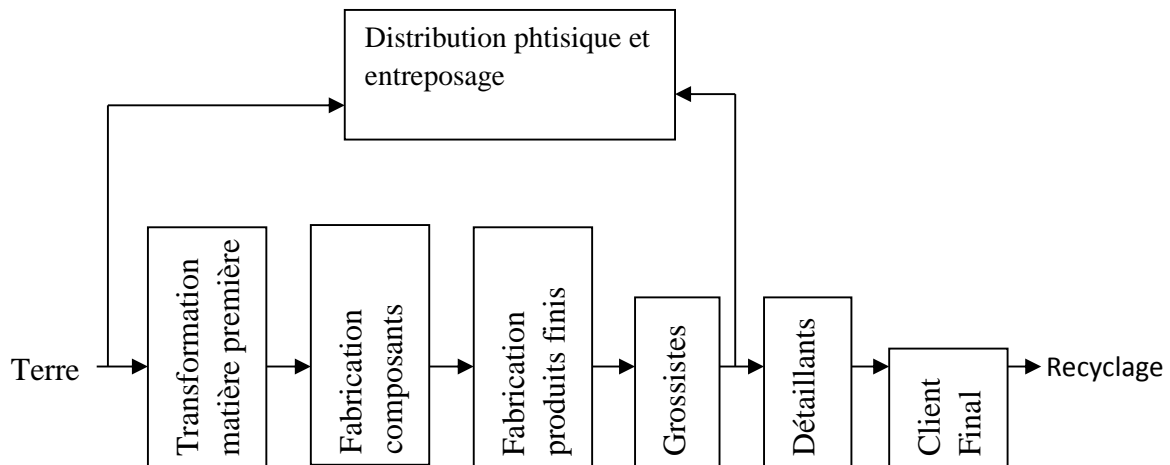 Distribution phtisique et
entreposage
Terre
Transformation
matière première
Fabrication
composants
Fabrication
produits finis
Grossistes
Détaillants
Client
Final
Recyclage